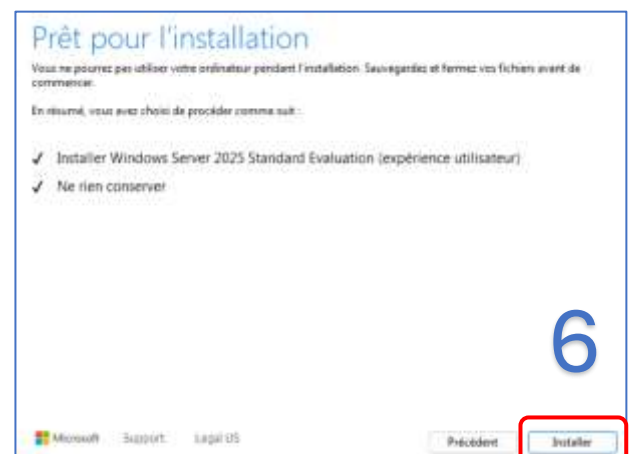 Prêt pour l'installation
Vous ne pourrez pas utiliser votre ordinateur pendant l'installation. Sauvegardez et fermez vos fichiers avant de
commencer.
En résumé, vous avez choisi de procéder comme suit :
✓ Installer Windows Server 2025 Standard Evaluation (expérience utilisateur)
✓ Ne rien conserver
6
Microsoft Support Legal US
Précédent Installer